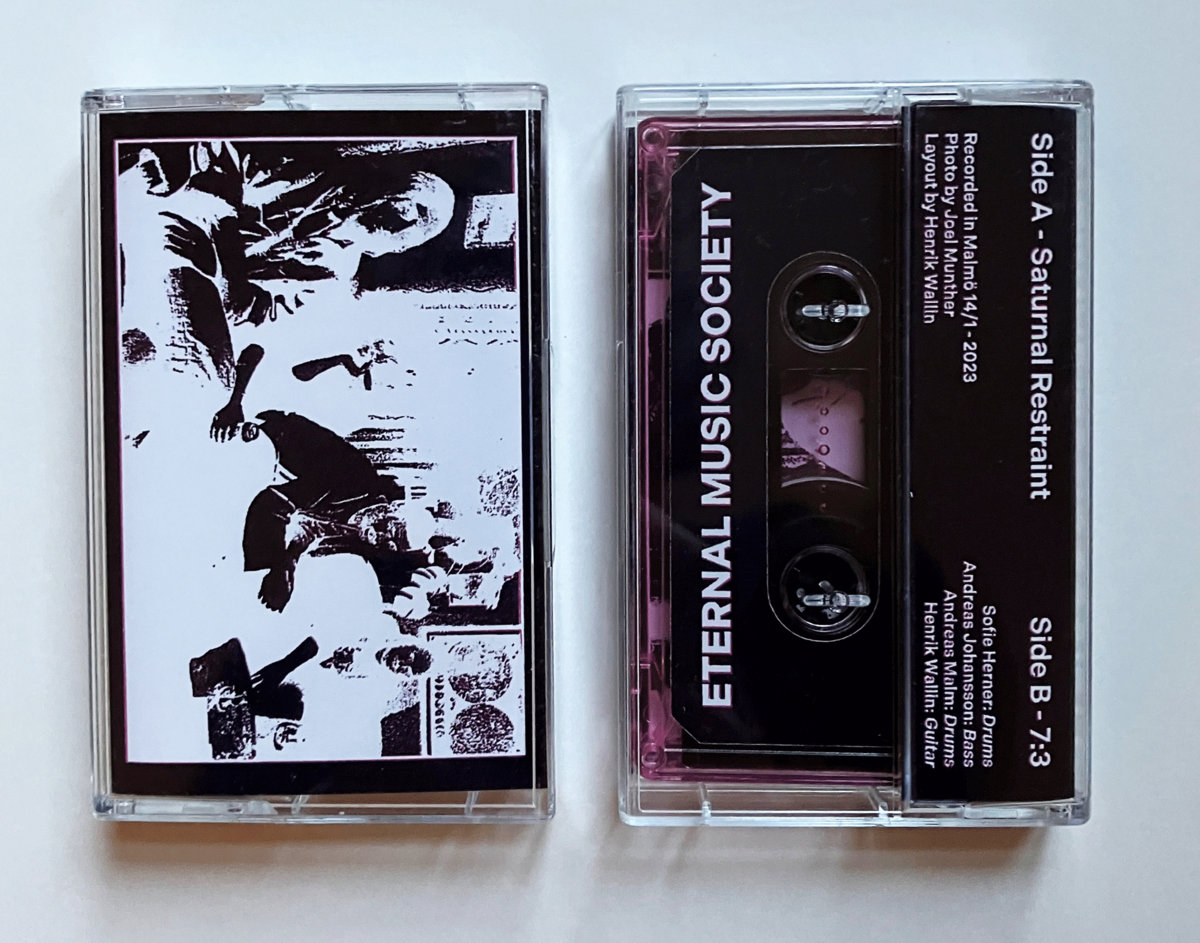 ETERNAL MUSIC SOCIETY
Side A - Saturnal Restraint
Side B - 7:3
Recorded in Malmö 14/1 - 2023
Photo by Joel Munther
Layout by Henrik Wallin
Sofie Herner: Drums
Andreas Johansson: Bass
Andreas Malm: Drums
Henrik Wallin: Guitar